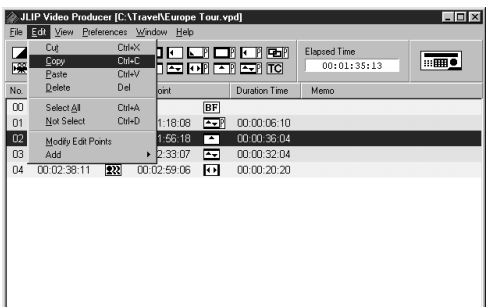 JLIP Video Producer [C:\Travel\Europe Tour.vpd]
File Edit View Preferences Window Help
Cut Ctrl+X
Copy Ctrl+C
Paste Ctrl+V
Delete Del
Select All Ctrl+A
Not Select Ctrl+D
Modify Edit Points
Add
P P P
P P TC
Elapsed Time
00:01:35:13
No. oint Duration Time Memo
00 BF
01 1:18:08 P 00:00:06:10
02 1:56:18 00:00:36:04
03 2:33:07 00:00:32:04
04 00:02:38:11 00:02:59:06 00:00:20:20